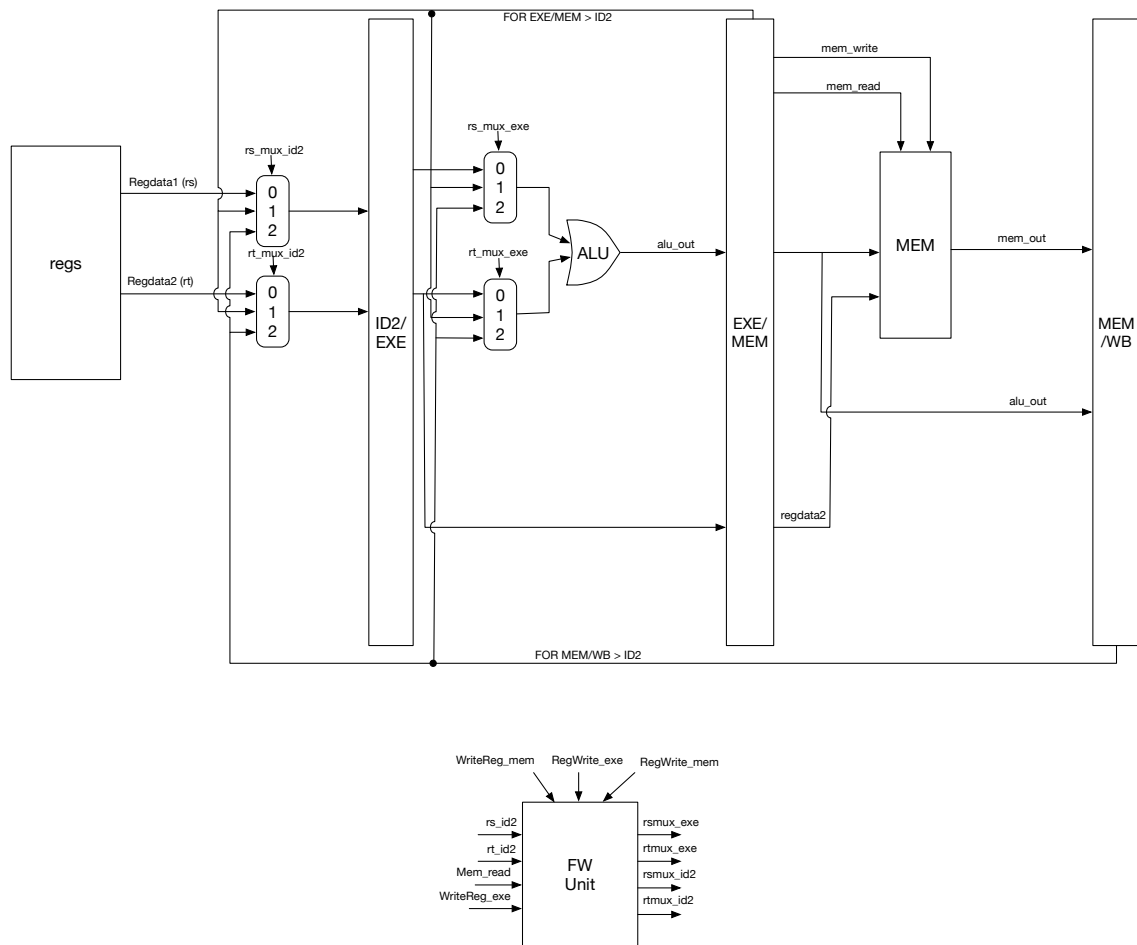 FOR EXE/MEM > ID2
mem_write
mem_read
rs_mux_exe
rs_mux_id2
Regdata1 (rs)
0
1
2
0
1
2
regs
rt_mux_id2
rt_mux_exe
ALU
alu_out
MEM
mem_out
Regdata2 (rt)
0
1
2
0
1
2
ID2/
EXE
EXE/
MEM
MEM
/WB
alu_out
regdata2
FOR MEM/WB > ID2
WriteReg_mem
RegWrite_exe
RegWrite_mem
rs_id2
rt_id2
Mem_read
WriteReg_exe
FW
Unit
rsmux_exe
rtmux_exe
rsmux_id2
rtmux_id2